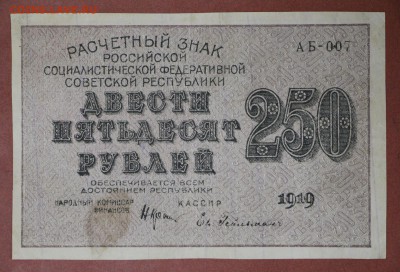 РАСЧЕТНЫЙ ЗНАК
РОССИЙСКОЙ
СОЦИАЛИСТИЧЕСКОЙ ФЕДЕРАТИВНОЙ
СОВЕТСКОЙ РЕСПУБЛИКИ
АБ-007
ДВЕСТИ
ПЯТЬДЕСЯТ
РУБЛЕЙ
250
ОБЕСПЕЧИВАЕТСЯ ВСЕМ
ДОСТОЯНИЕМ РЕСПУБЛИКИ
1919
НАРОДНЫЙ КОМИССАР
ФИНАНСОВ
КАССИР